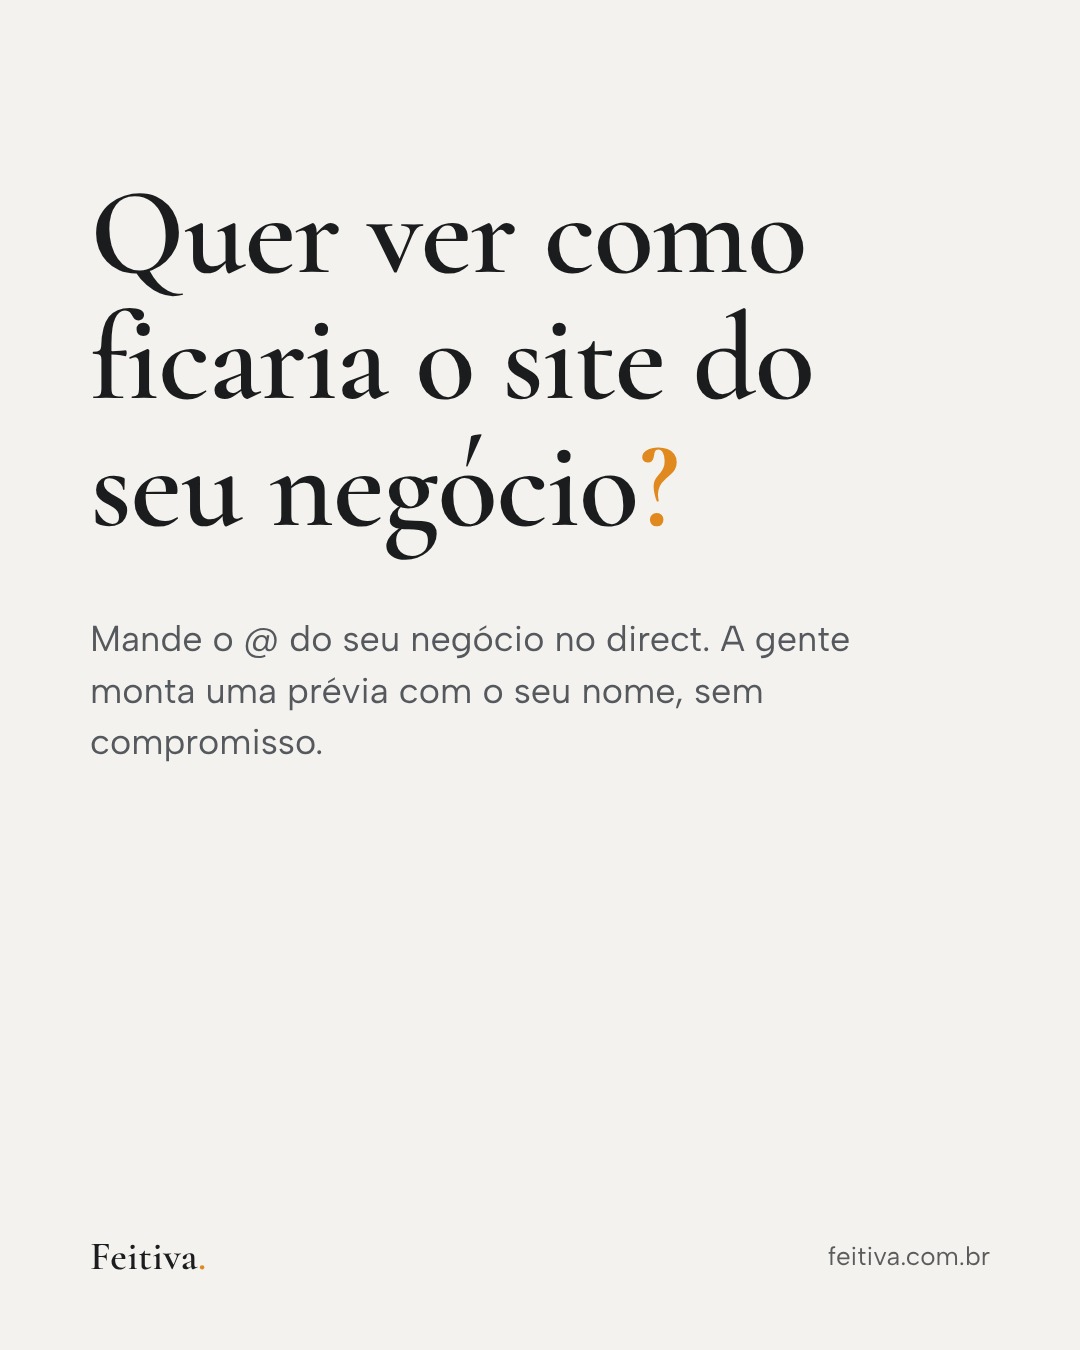 Quer ver como
ficaria o site do
seu negócio?
Mande o @ do seu negócio no direct. A gente
monta uma prévia com o seu nome, sem
compromisso.
Feitiva.
feitiva.com.br